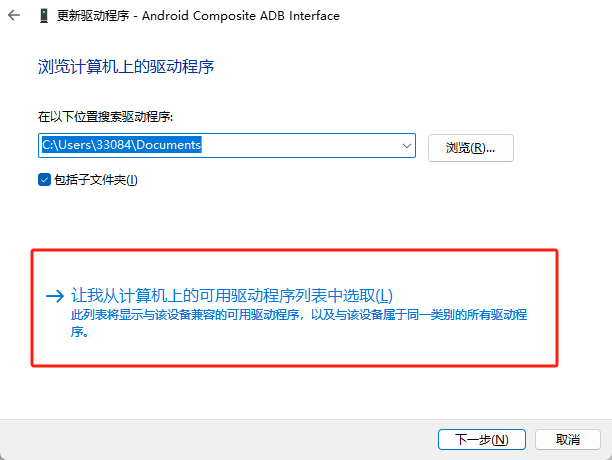 更新驱动程序 - Android Composite ADB Interface
浏览计算机上的驱动程序
在以下位置搜索驱动程序:
C:\Users\33084\Documents
浏览(R)...
包括子文件夹(I)
让我从计算机上的可用驱动程序列表中选取(L)
此列表将显示与该设备兼容的可用驱动程序，以及与该设备属于同一类别的所有驱动程
序。
下一步(N)
取消